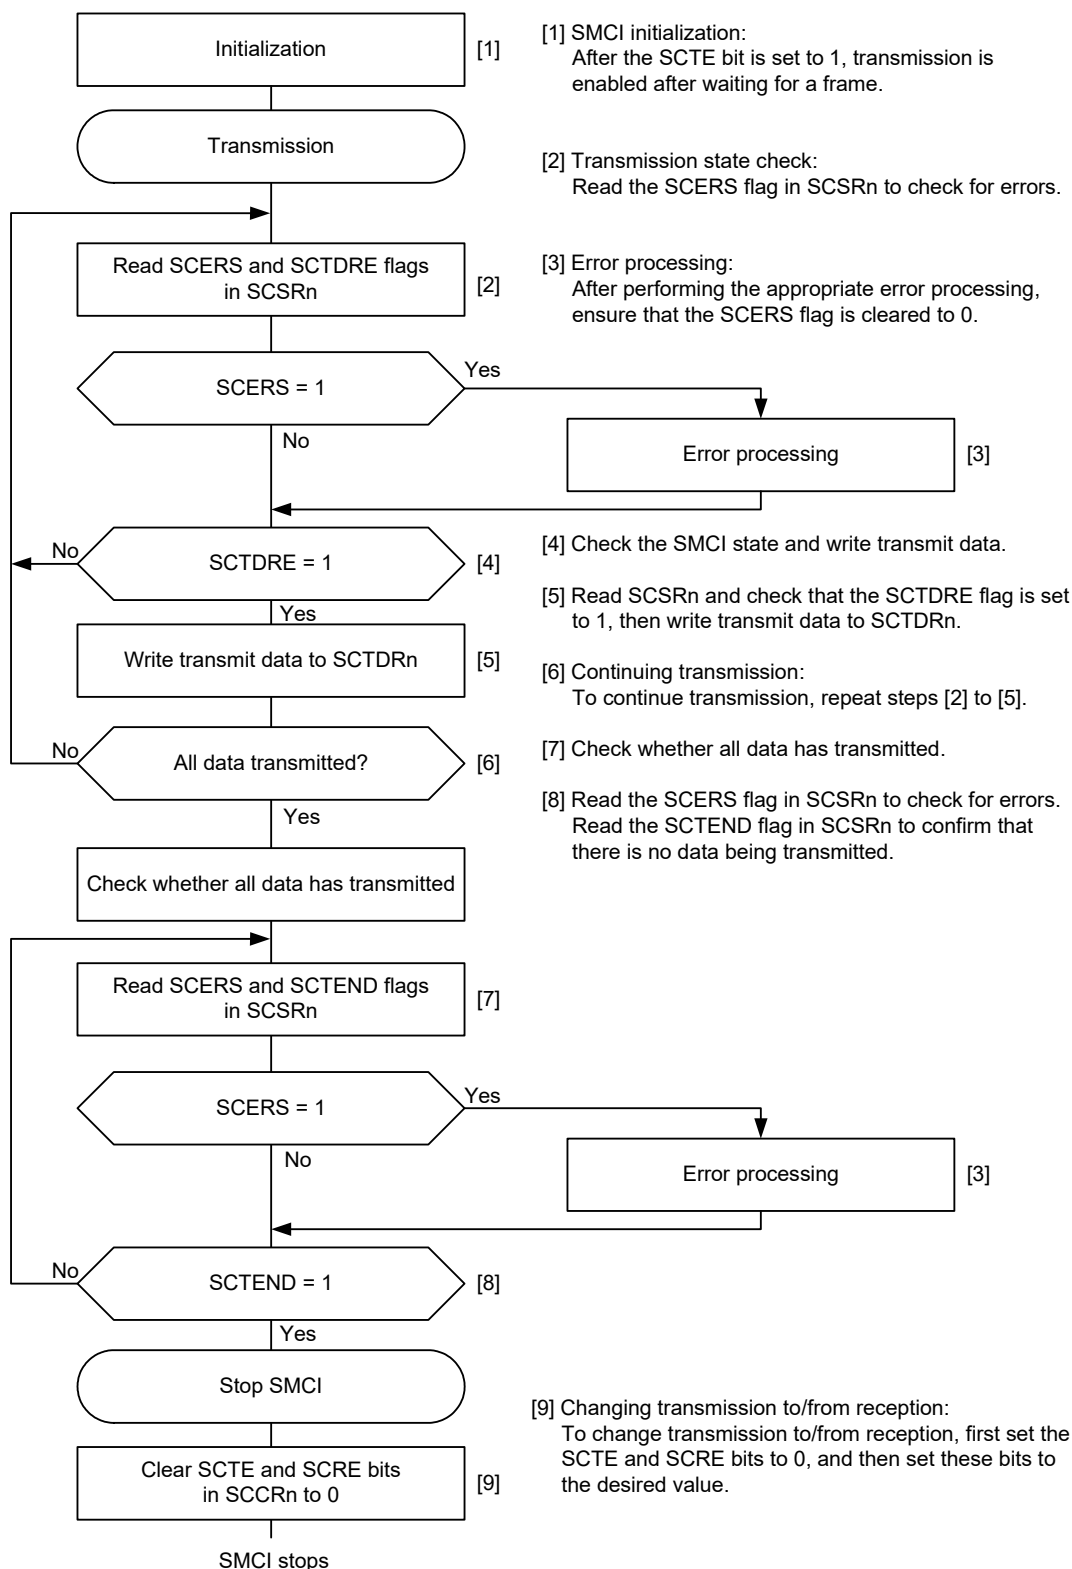 Initialization
[1]
[1] SMCI initialization:
After the SCTE bit is set to 1, transmission is
enabled after waiting for a frame.
Transmission
[2] Transmission state check:
Read the SCERS flag in SCSRn to check for errors.
Read SCERS and SCTDRE flags
in SCSRn
[2]
[3] Error processing:
After performing the appropriate error processing,
ensure that the SCERS flag is cleared to 0.
SCERS = 1
Yes
No
Error processing
[3]
No
SCTDRE = 1
[4]
Yes
[4] Check the SMCI state and write transmit data.
[5] Read SCSRn and check that the SCTDRE flag is set
to 1, then write transmit data to SCTDRn.
Write transmit data to SCTDRn
[5]
[6] Continuing transmission:
To continue transmission, repeat steps [2] to [5].
No
All data transmitted?
[6]
Yes
[7] Check whether all data has transmitted.
[8] Read the SCERS flag in SCSRn to check for errors.
Read the SCTEND flag in SCSRn to confirm that
there is no data being transmitted.
Check whether all data has transmitted
Read SCERS and SCTEND flags
in SCSRn
[7]
SCERS = 1
Yes
No
Error processing
[3]
No
SCTEND = 1
[8]
Yes
Stop SMCI
[9] Changing transmission to/from reception:
To change transmission to/from reception, first set the
SCTE and SCRE bits to 0, and then set these bits to
the desired value.
Clear SCTE and SCRE bits
in SCCRn to 0
[9]
SMCI stops